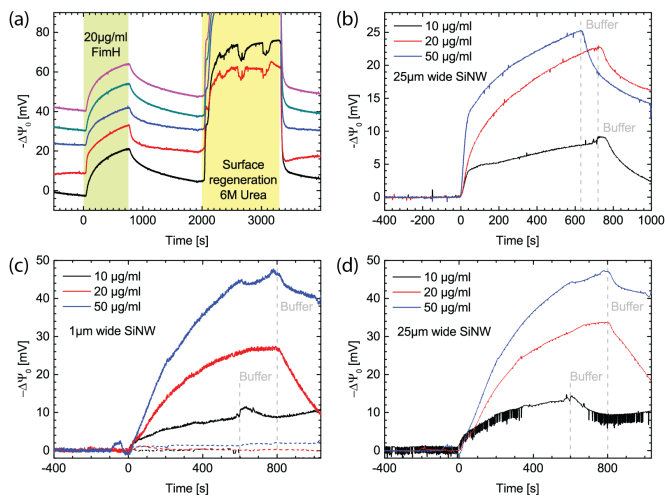 (a)
20µg/ml
FimH
Surface
regeneration
6M Urea
-ΔΨ₀ [mV]
60
40
20
0
0
1000
2000
3000
Time [s]
(b)
10 µg/ml
20 µg/ml
50 µg/ml
25µm wide SiNW
Buffer
Buffer
-ΔΨ₀ [mV]
25
20
15
10
5
0
-400
-200
0
200
400
600
800
1000
Time [s]
(c)
10 µg/ml
20 µg/ml
50 µg/ml
1µm wide SiNW
Buffer
Buffer
−ΔΨ₀ [mV]
50
40
30
20
10
0
-400
0
400
800
Time [s]
(d)
10 µg/ml
20 µg/ml
50 µg/ml
25µm wide SiNW
Buffer
Buffer
−ΔΨ₀ [mV]
50
40
30
20
10
0
-400
0
400
800
Time [s]